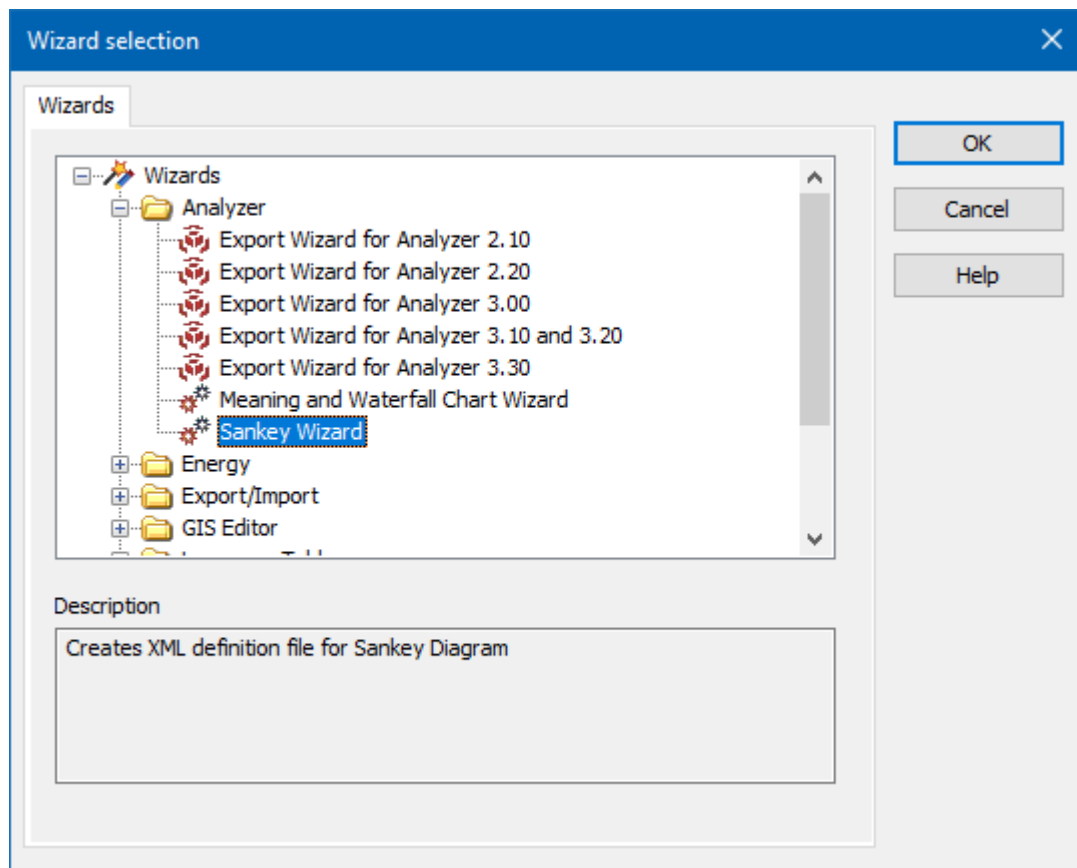 Wizard selection
Wizards
OK
Cancel
Help
Wizards
Analyzer
Export Wizard for Analyzer 2.10
Export Wizard for Analyzer 2.20
Export Wizard for Analyzer 3.00
Export Wizard for Analyzer 3.10 and 3.20
Export Wizard for Analyzer 3.30
Meaning and Waterfall Chart Wizard
Sankey Wizard
Energy
Export/Import
GIS Editor
Description
Creates XML definition file for Sankey Diagram